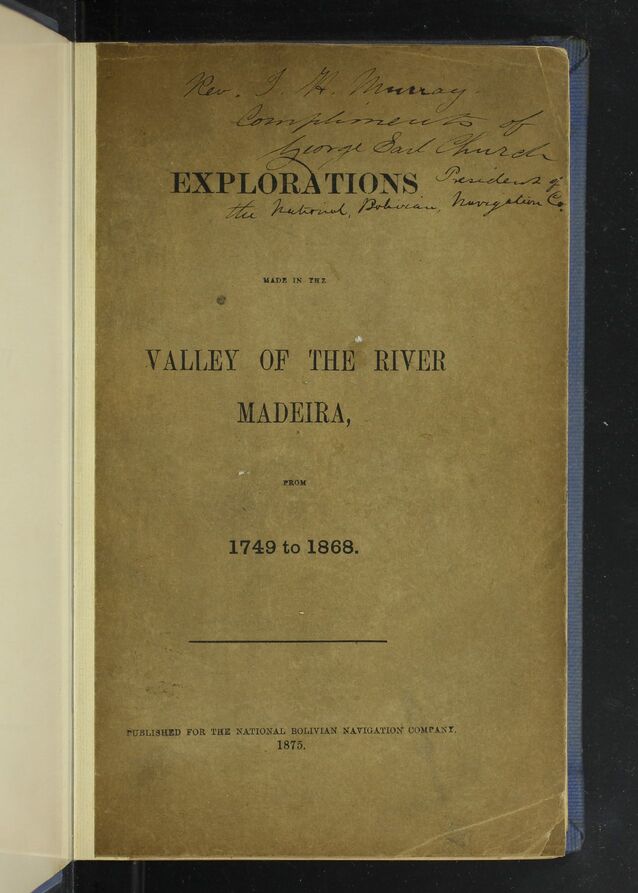 Rev. J. H. Murray.
Compliments of
George Earl Church
EXPLORATIONS
President of
the National, Bolivian, Navigation Co.
MADE IN THE
VALLEY OF THE RIVER
MADEIRA,
FROM
1749 to 1868.
PUBLISHED FOR THE NATIONAL BOLIVIAN NAVIGATION COMPANY.
1875.